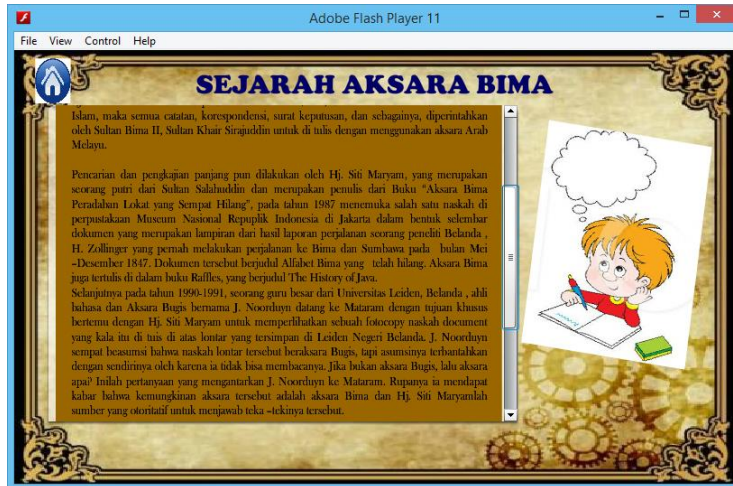 Adobe Flash Player 11
File View Control Help
SEJARAH AKSARA BIMA
Islam, maka semua catatan, korespondensi, surat keputusan, dan sebagainya, diperintahkan
oleh Sultan Bima II, Sultan Khair Sirajuddin untuk di tulis dengan menggunakan aksara Arab
Melayu.
Pencarian dan pengkajian panjang pun dilakukan oleh Hj. Siti Maryam, yang merupakan
seorang putri dari Sultan Salahuddin dan merupakan penulis dari Buku “Aksara Bima
Peradaban Lokat yang Sempat Hilang”, pada tahun 1987 menemuka salah satu naskah di
perpustakaan Museum Nasional Repuplik Indonesia di Jakarta dalam bentuk selembar
dokumen yang merupakan lampiran dari hasil laporan perjalanan seorang peneliti Belanda ,
H. Zollinger yang pernah melakukan perjalanan ke Bima dan Sumbawa pada bulan Mei
–Desember 1847. Dokumen tersebut berjudul Alfabet Bima yang telah hilang. Aksara Bima
juga tertulis di dalam buku Raffles, yang berjudul The History of Java.
Selanjutnya pada tahun 1990-1991, seorang guru besar dari Universitas Leiden, Belanda , ahli
bahasa dan Aksara Bugis bernama J. Noorduyn datang ke Mataram dengan tujuan khusus
bertemu dengan Hj. Siti Maryam untuk memperlihatkan sebuah fotocopy naskah document
yang kala itu di tuis di atas lontar yang tersimpan di Leiden Negeri Belanda. J. Noorduyn
sempat beasumsi bahwa naskah lontar tersebut beraksara Bugis, tapi asumsinya terbantahkan
dengan sendirinya oleh karena ia tidak bisa membacanya. Jika bukan aksara Bugis, lalu aksara
apa? Inilah pertanyaan yang mengantarkan J. Noorduyn ke Mataram. Rupanya ia mendapat
kabar bahwa kemungkinan aksara tersebut adalah aksara Bima dan Hj. Siti Maryamlah
sumber yang otoritatif untuk menjawab teka –tekinya tersebut.